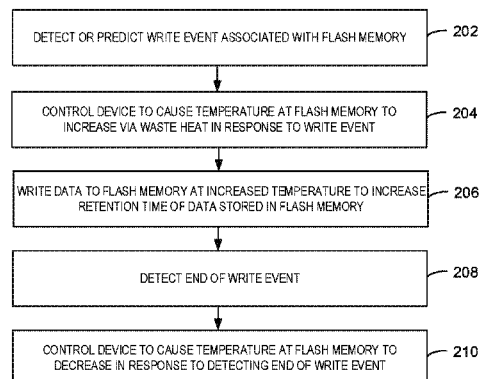 DETECT OR PREDICT WRITE EVENT ASSOCIATED WITH FLASH MEMORY
202
CONTROL DEVICE TO CAUSE TEMPERATURE AT FLASH MEMORY TO
INCREASE VIA WASTE HEAT IN RESPONSE TO WRITE EVENT
204
WRITE DATA TO FLASH MEMORY AT INCREASED TEMPERATURE TO INCREASE
RETENTION TIME OF DATA STORED IN FLASH MEMORY
206
DETECT END OF WRITE EVENT
208
CONTROL DEVICE TO CAUSE TEMPERATURE AT FLASH MEMORY TO
DECREASE IN RESPONSE TO DETECTING END OF WRITE EVENT
210